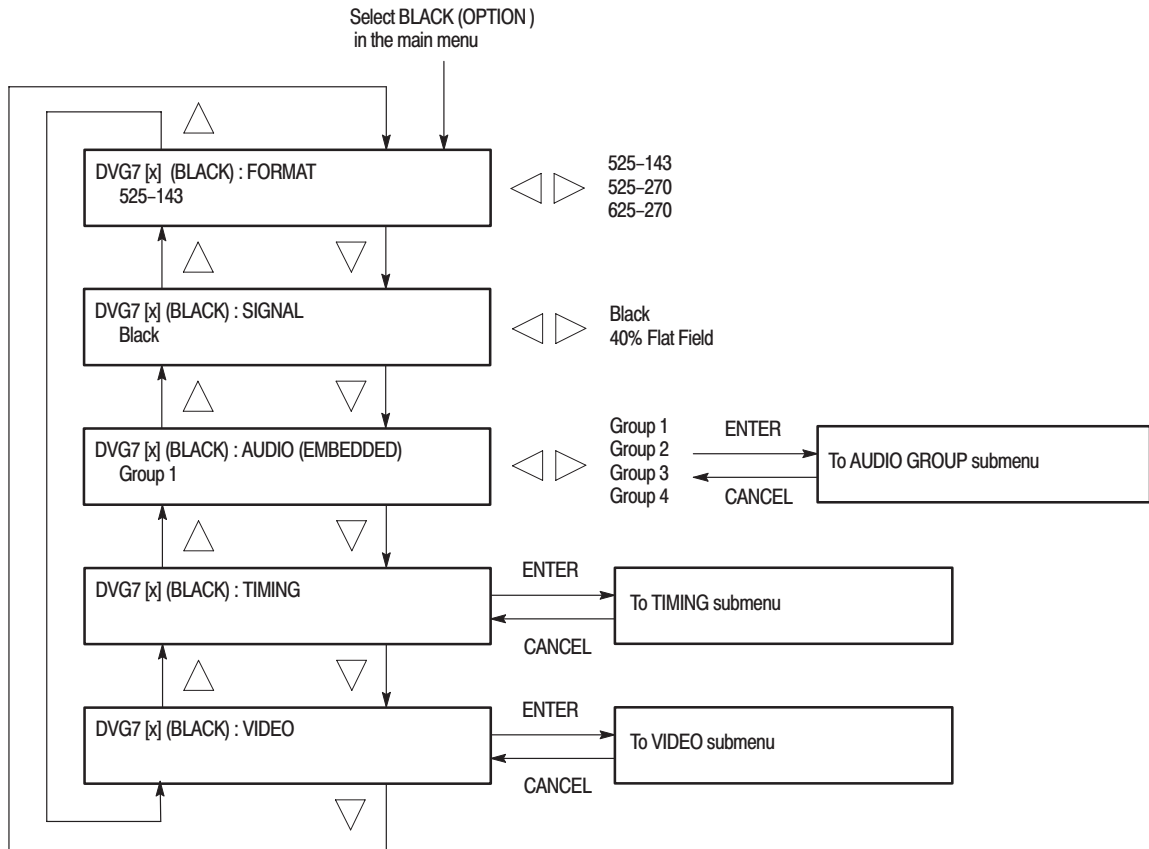 Select BLACK (OPTION )
in the main menu
DVG7 [x] (BLACK) : FORMAT
525–143
525–143
525–270
625–270
DVG7 [x] (BLACK) : SIGNAL
Black
Black
40% Flat Field
DVG7 [x] (BLACK) : AUDIO (EMBEDDED)
Group 1
Group 1
Group 2
Group 3
Group 4
ENTER
CANCEL
To AUDIO GROUP submenu
DVG7 [x] (BLACK) : TIMING
ENTER
CANCEL
To TIMING submenu
DVG7 [x] (BLACK) : VIDEO
ENTER
CANCEL
To VIDEO submenu